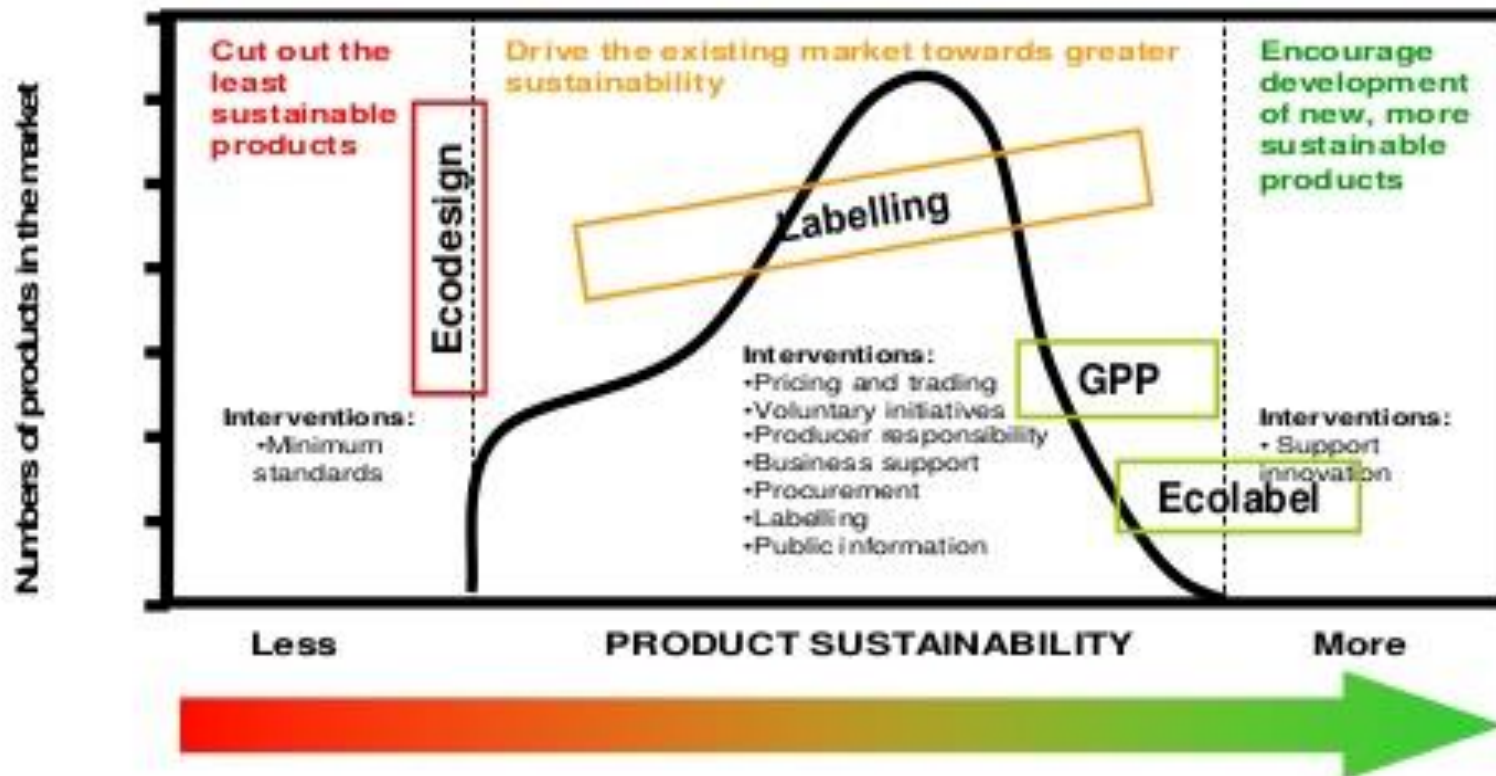 Numbers of products in the market
Cut out the
least
sustainable
products
Ecodesign
Interventions:
•Minimum
standards
Drive the existing market towards greater
sustainability
Labelling
Interventions:
•Pricing and trading
•Voluntary initiatives
•Producer responsibility
•Business support
•Procurement
•Labelling
•Public information
GPP
Ecolabel
Encourage
development
of new, more
sustainable
products
Interventions:
• Support
innovation
Less
PRODUCT SUSTAINABILITY
More